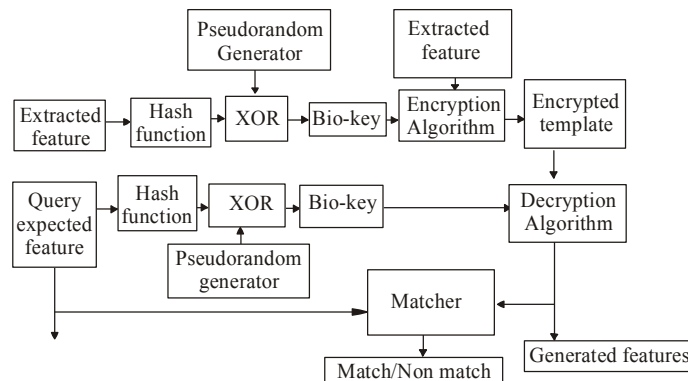 Pseudorandom
Generator
Extracted
feature
Extracted
feature
Hash
function
XOR
Bio-key
Encryption
Algorithm
Encrypted
template
Query
expected
feature
Hash
function
XOR
Bio-key
Decryption
Algorithm
Pseudorandom
generator
Matcher
Match/Non match
Generated features